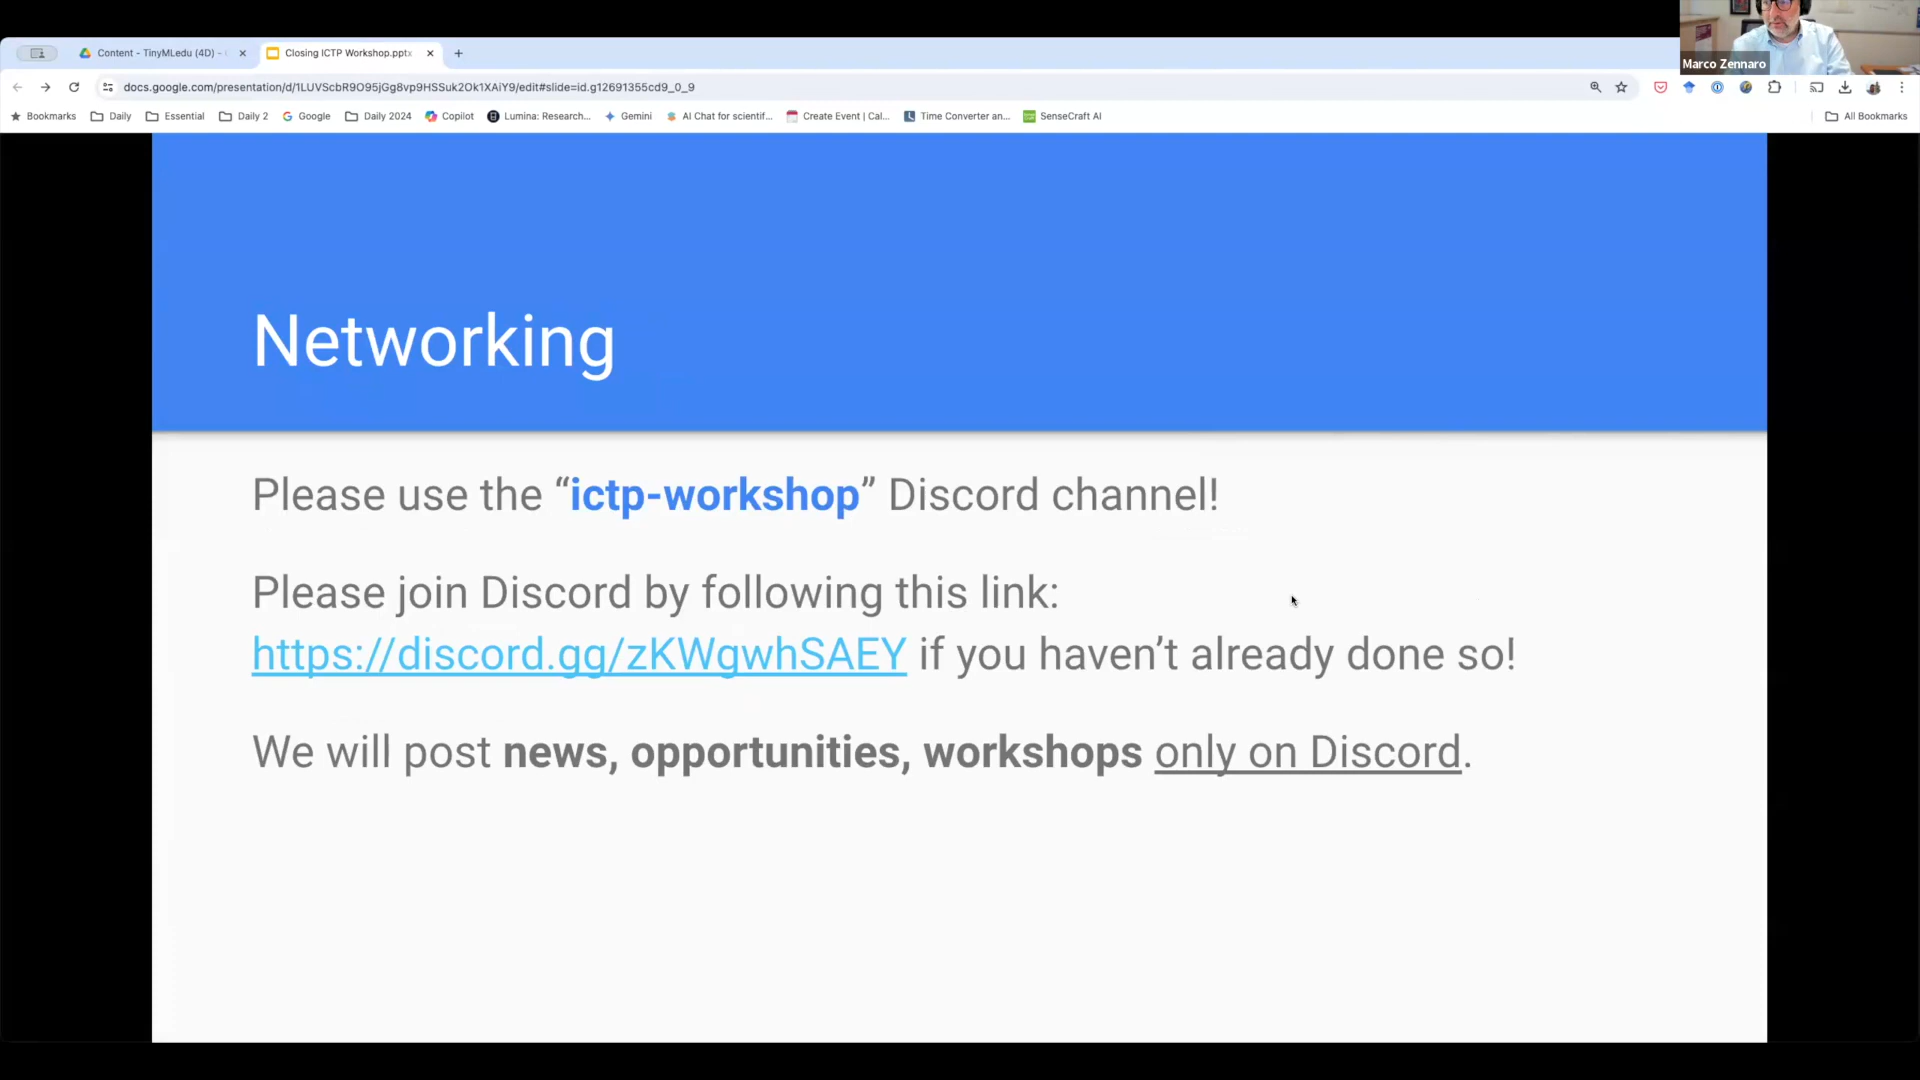 Marco Zennaro
Content - TinyMLedu (4D) -
Closing ICTP Workshop.pptx
docs.google.com/presentation/d/1LUVScbR9O95jGg8vp9HSSuk2Ok1XAiY9/edit#slide=id.g12691355cd9_0_9
Bookmarks Daily Essential Daily 2 Google Daily 2024 Copilot Lumina: Research... Gemini AI Chat for scientif... Create Event | Cal... Time Converter an... SenseCraft AI All Bookmarks
Networking
Please use the “ictp-workshop” Discord channel!
Please join Discord by following this link:
https://discord.gg/zKWgwhSAEY if you haven’t already done so!
We will post news, opportunities, workshops only on Discord.